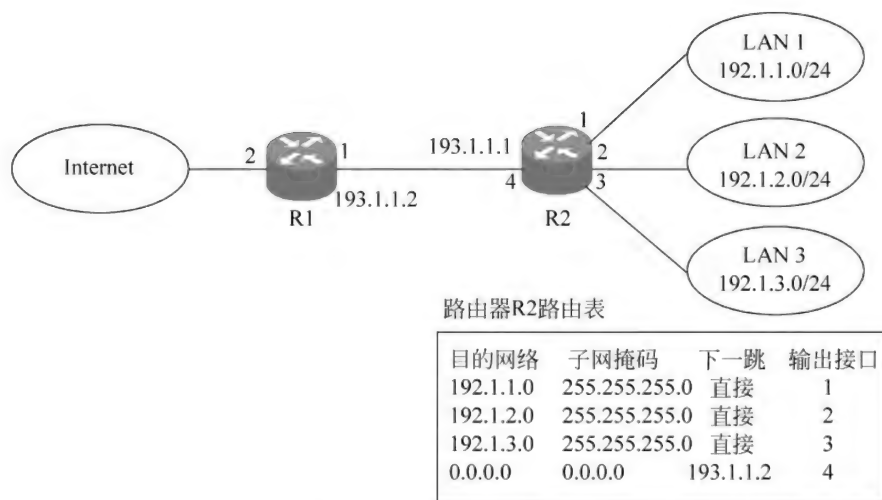 LAN 1
192.1.1.0/24
Internet
2
1
193.1.1.2
R1
193.1.1.1
4
1
2
3
R2
LAN 2
192.1.2.0/24
LAN 3
192.1.3.0/24
路由器R2路由表
目的网络 子网掩码 下一跳 输出接口
192.1.1.0 255.255.255.0 直接 1
192.1.2.0 255.255.255.0 直接 2
192.1.3.0 255.255.255.0 直接 3
0.0.0.0 0.0.0.0 193.1.1.2 4